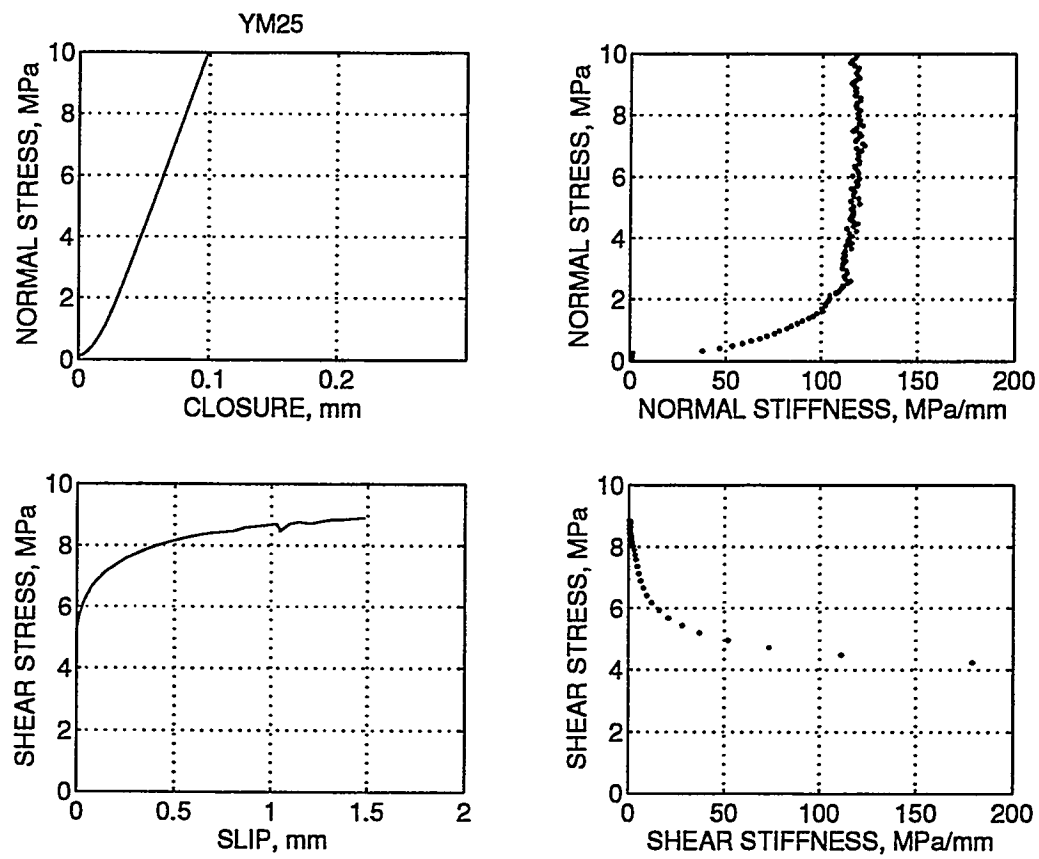 YM25
NORMAL STRESS, MPa
10
8
6
4
2
0
0 0.1 0.2
CLOSURE, mm
NORMAL STRESS, MPa
10
8
6
4
2
0
0 50 100 150 200
NORMAL STIFFNESS, MPa/mm
SHEAR STRESS, MPa
10
8
6
4
2
0
0 0.5 1 1.5 2
SLIP, mm
SHEAR STRESS, MPa
10
8
6
4
2
0
0 50 100 150 200
SHEAR STIFFNESS, MPa/mm